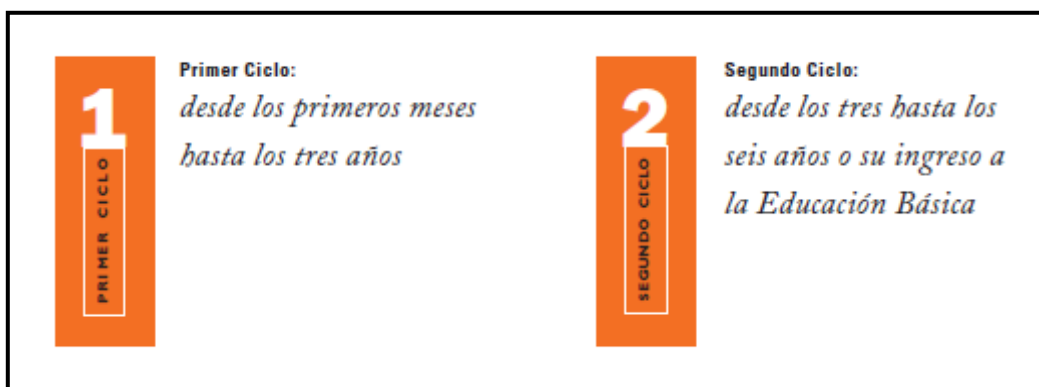 1
PRIMER CICLO
Primer Ciclo:
desde los primeros meses
hasta los tres años
2
SEGUNDO CICLO
Segundo Ciclo:
desde los tres hasta los
seis años o su ingreso a
la Educación Básica